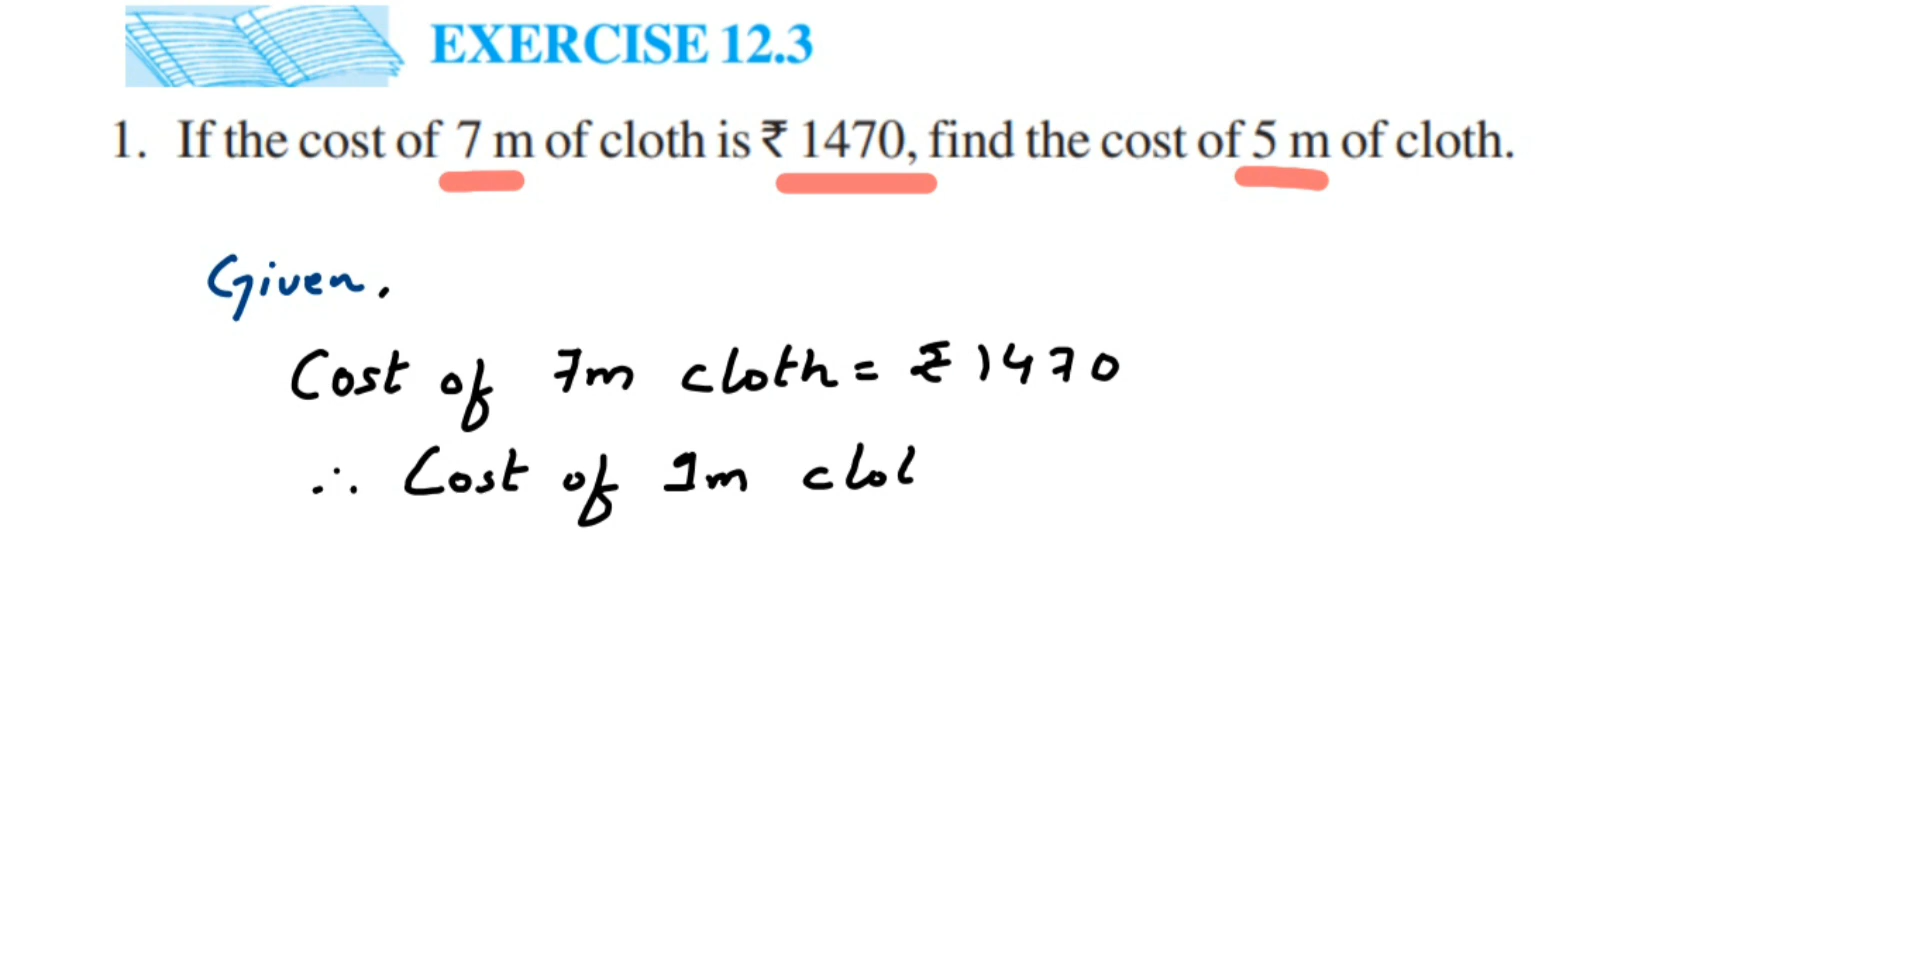 EXERCISE 12.3
1. If the cost of 7 m of cloth is ₹ 1470, find the cost of 5 m of cloth.
Given.
Cost of 7m cloth = ₹ 1470
∴ Cost of 1m clol